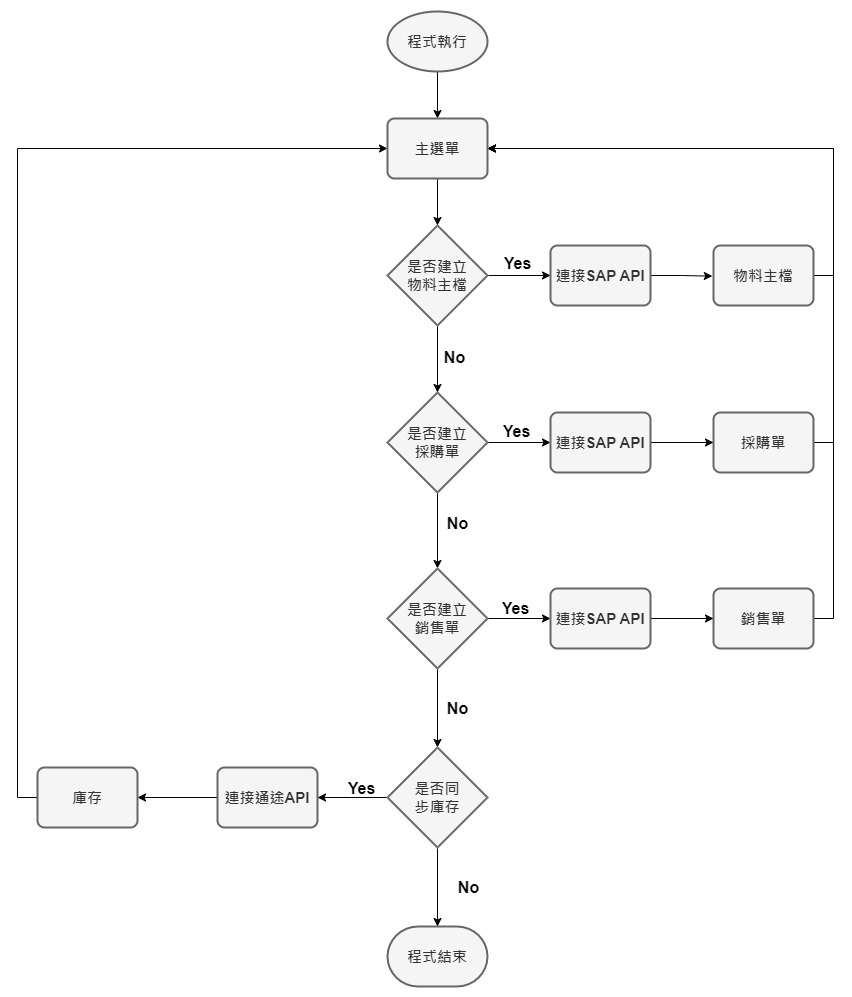 程式執行
主選單
是否建立
物料主檔
Yes
連接SAP API
物料主檔
No
是否建立
採購單
Yes
連接SAP API
採購單
No
是否建立
銷售單
Yes
連接SAP API
銷售單
No
庫存
連接通途API
Yes
是否同
步庫存
No
程式結束